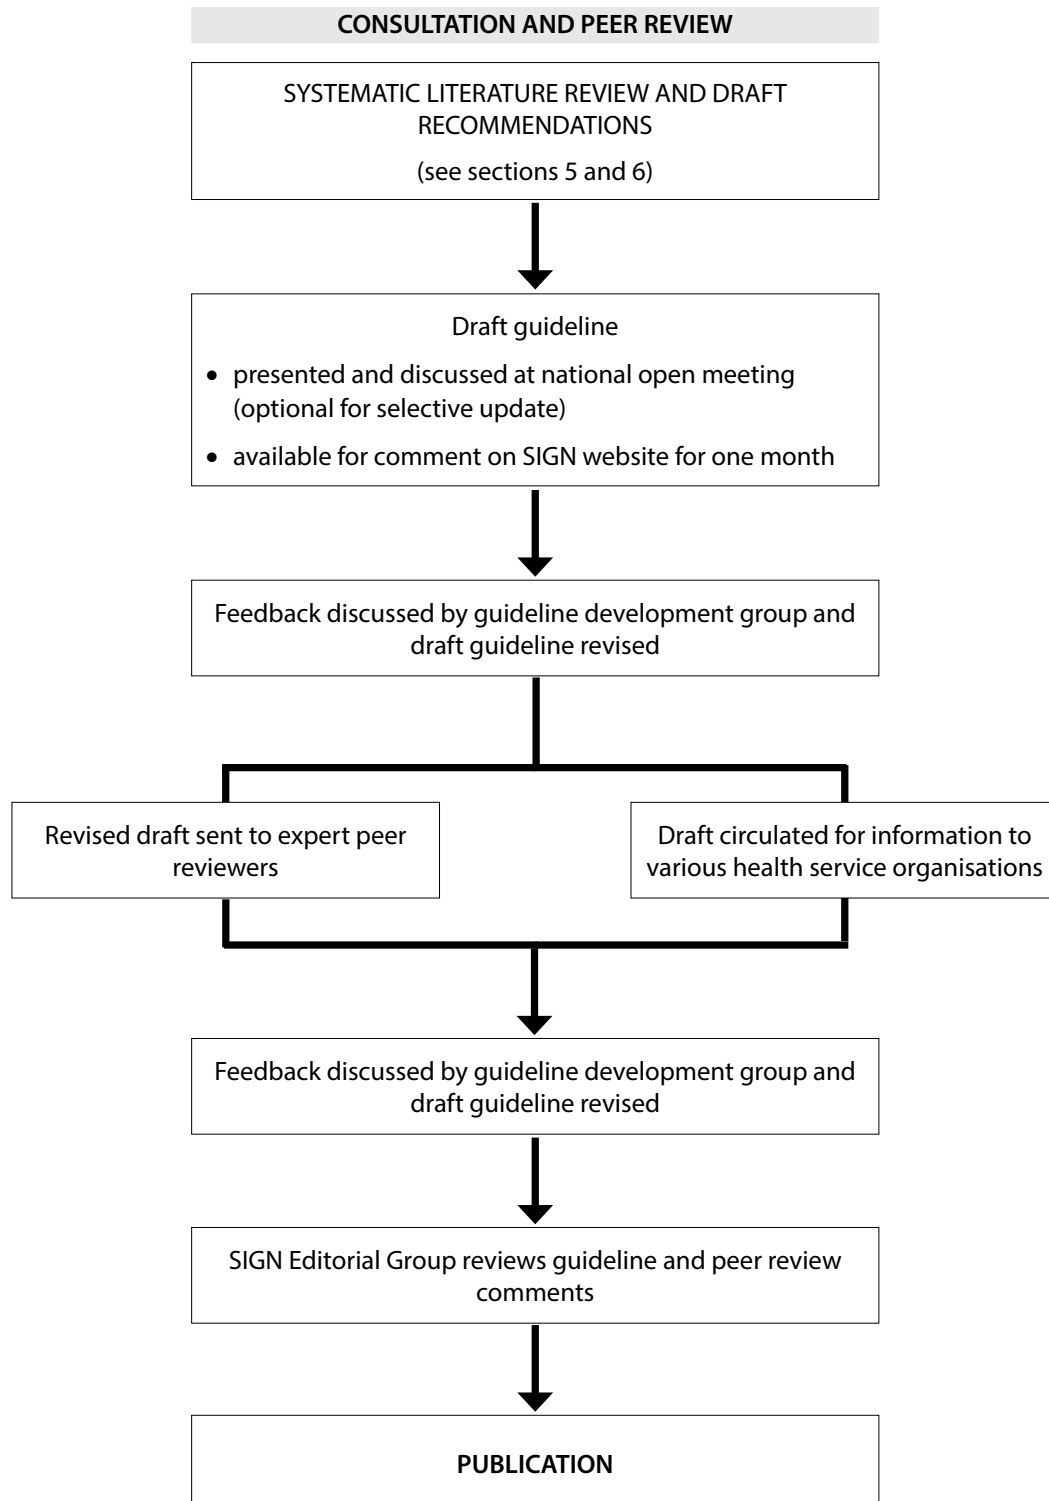 CONSULTATION AND PEER REVIEW
SYSTEMATIC LITERATURE REVIEW AND DRAFT
RECOMMENDATIONS
(see sections 5 and 6)
Draft guideline
• presented and discussed at national open meeting
(optional for selective update)
• available for comment on SIGN website for one month
Feedback discussed by guideline development group and
draft guideline revised
Revised draft sent to expert peer
reviewers
Draft circulated for information to
various health service organisations
Feedback discussed by guideline development group and
draft guideline revised
SIGN Editorial Group reviews guideline and peer review
comments
PUBLICATION